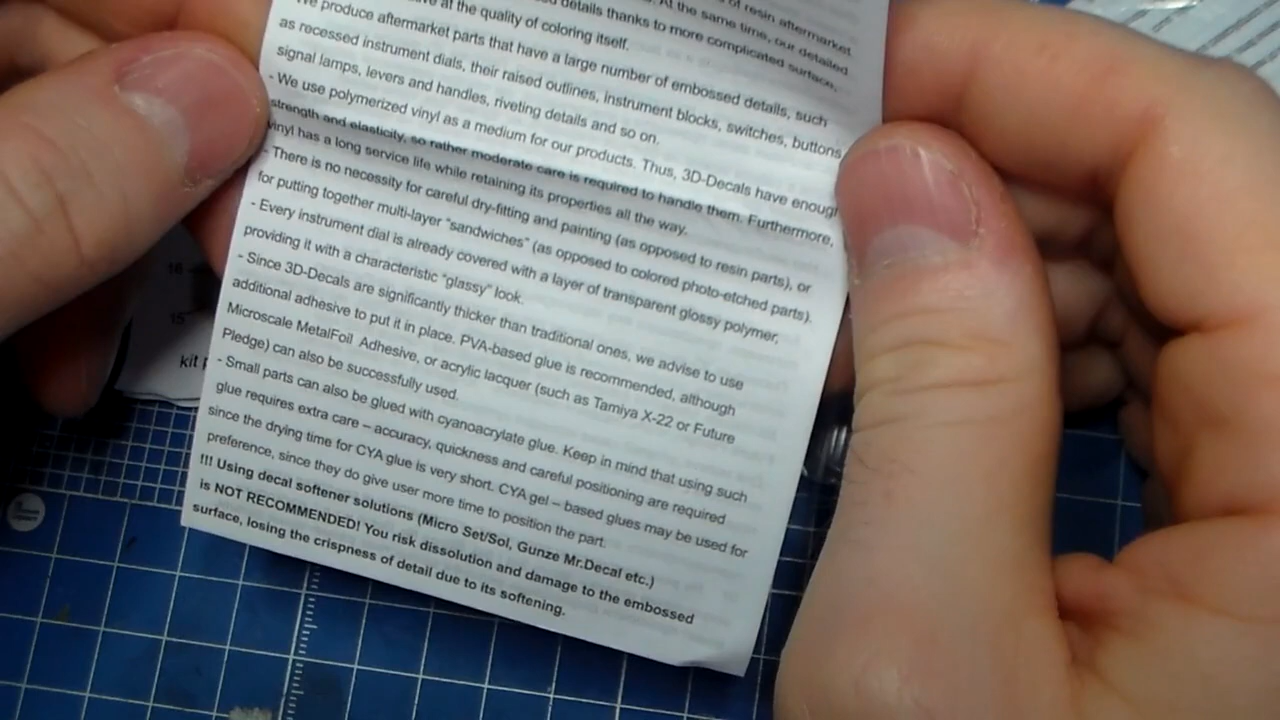 of resin aftermarket
details thanks to more complicated surface,
At the same time, our detailed
at the quality of coloring itself.
produce aftermarket parts that have a large number of embossed details, such
as recessed instrument dials, their raised outlines, instrument blocks, switches, buttons
signal lamps, levers and handles, riveting details and so on.
- We use polymerized vinyl as a medium for our products. Thus, 3D-Decals have enough
strength and elasticity, so rather moderate care is required to handle them. Furthermore,
vinyl has a long service life while retaining its properties all the way.
- There is no necessity for careful dry-fitting and painting (as opposed to resin parts), or
for putting together multi-layer "sandwiches" (as opposed to colored photo-etched parts).
- Every instrument dial is already covered with a layer of transparent glossy polymer,
providing it with a characteristic "glassy" look.
- Since 3D-Decals are significantly thicker than traditional ones, we advise to use
additional adhesive to put it in place. PVA-based glue is recommended, although
Microscale MetalFoil Adhesive, or acrylic lacquer (such as Tamiya X-22 or Future
Pledge) can also be successfully used.
- Small parts can also be glued with cyanoacrylate glue. Keep in mind that using such
glue requires extra care – accuracy, quickness and careful positioning are required
since the drying time for CYA glue is very short. CYA gel – based glues may be used for
preference, since they do give user more time to position the part.
!!! Using decal softener solutions (Micro Set/Sol, Gunze Mr.Decal etc.)
is NOT RECOMMENDED! You risk dissolution and damage to the embossed
surface, losing the crispness of detail due to its softening.
16
15
kit